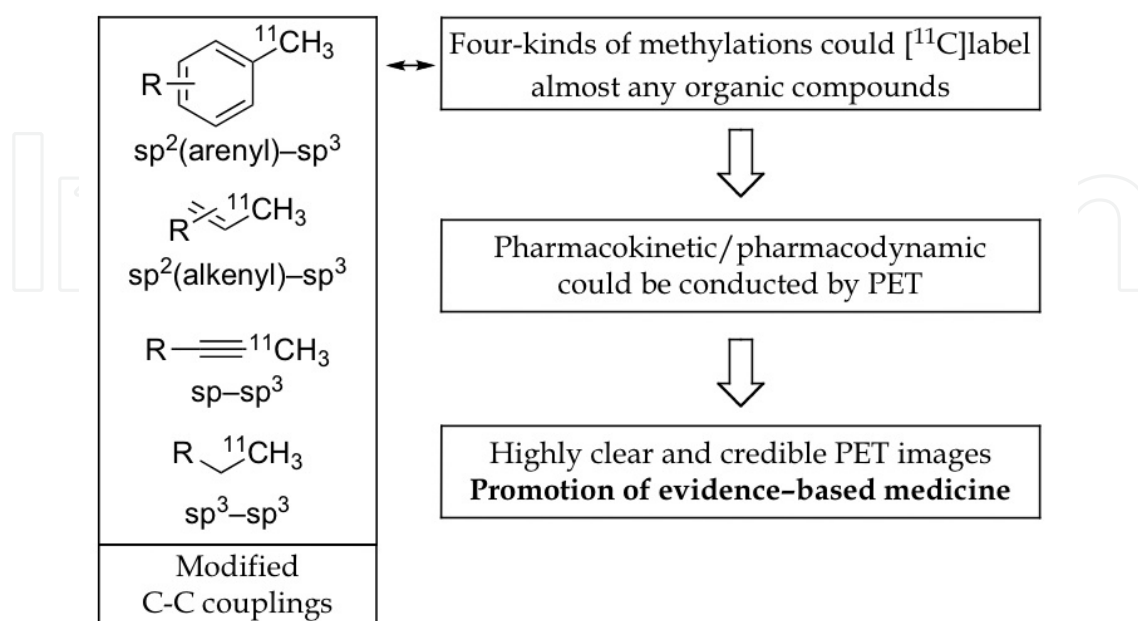 ¹¹CH₃
R
sp²(arenyl)–sp³
¹¹CH₃
R
sp²(alkenyl)–sp³
R ¹¹CH₃
sp–sp³
R ¹¹CH₃
sp³–sp³
Modified
C-C couplings
Four-kinds of methylations could [¹¹C]label
almost any organic compounds
Pharmacokinetic/pharmacodynamic
could be conducted by PET
Highly clear and credible PET images
Promotion of evidence–based medicine